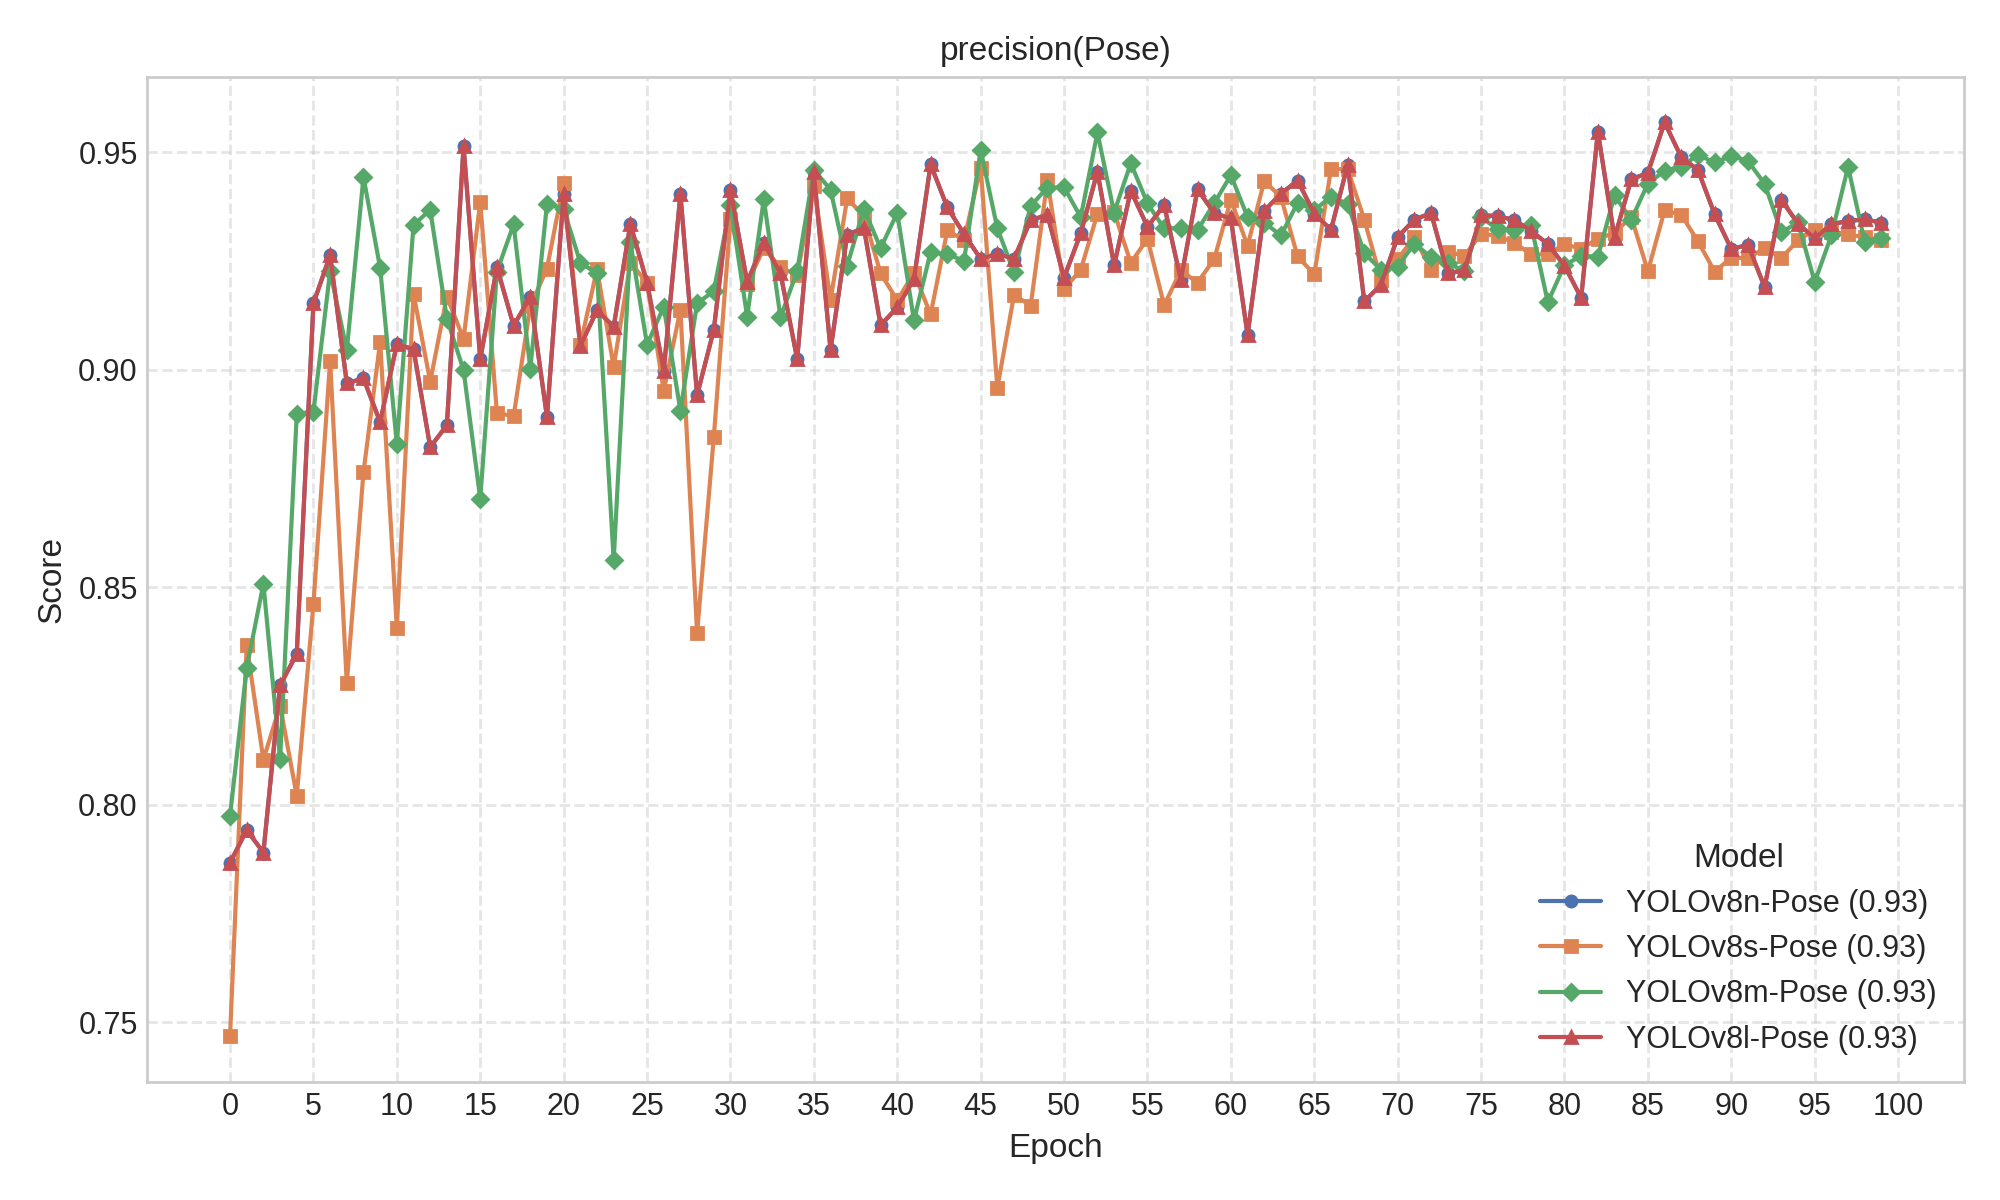 precision(Pose)
Score
0.95
0.90
0.85
0.80
0.75
Model
YOLOv8n-Pose (0.93)
YOLOv8s-Pose (0.93)
YOLOv8m-Pose (0.93)
YOLOv8l-Pose (0.93)
0 5 10 15 20 25 30 35 40 45 50 55 60 65 70 75 80 85 90 95 100
Epoch